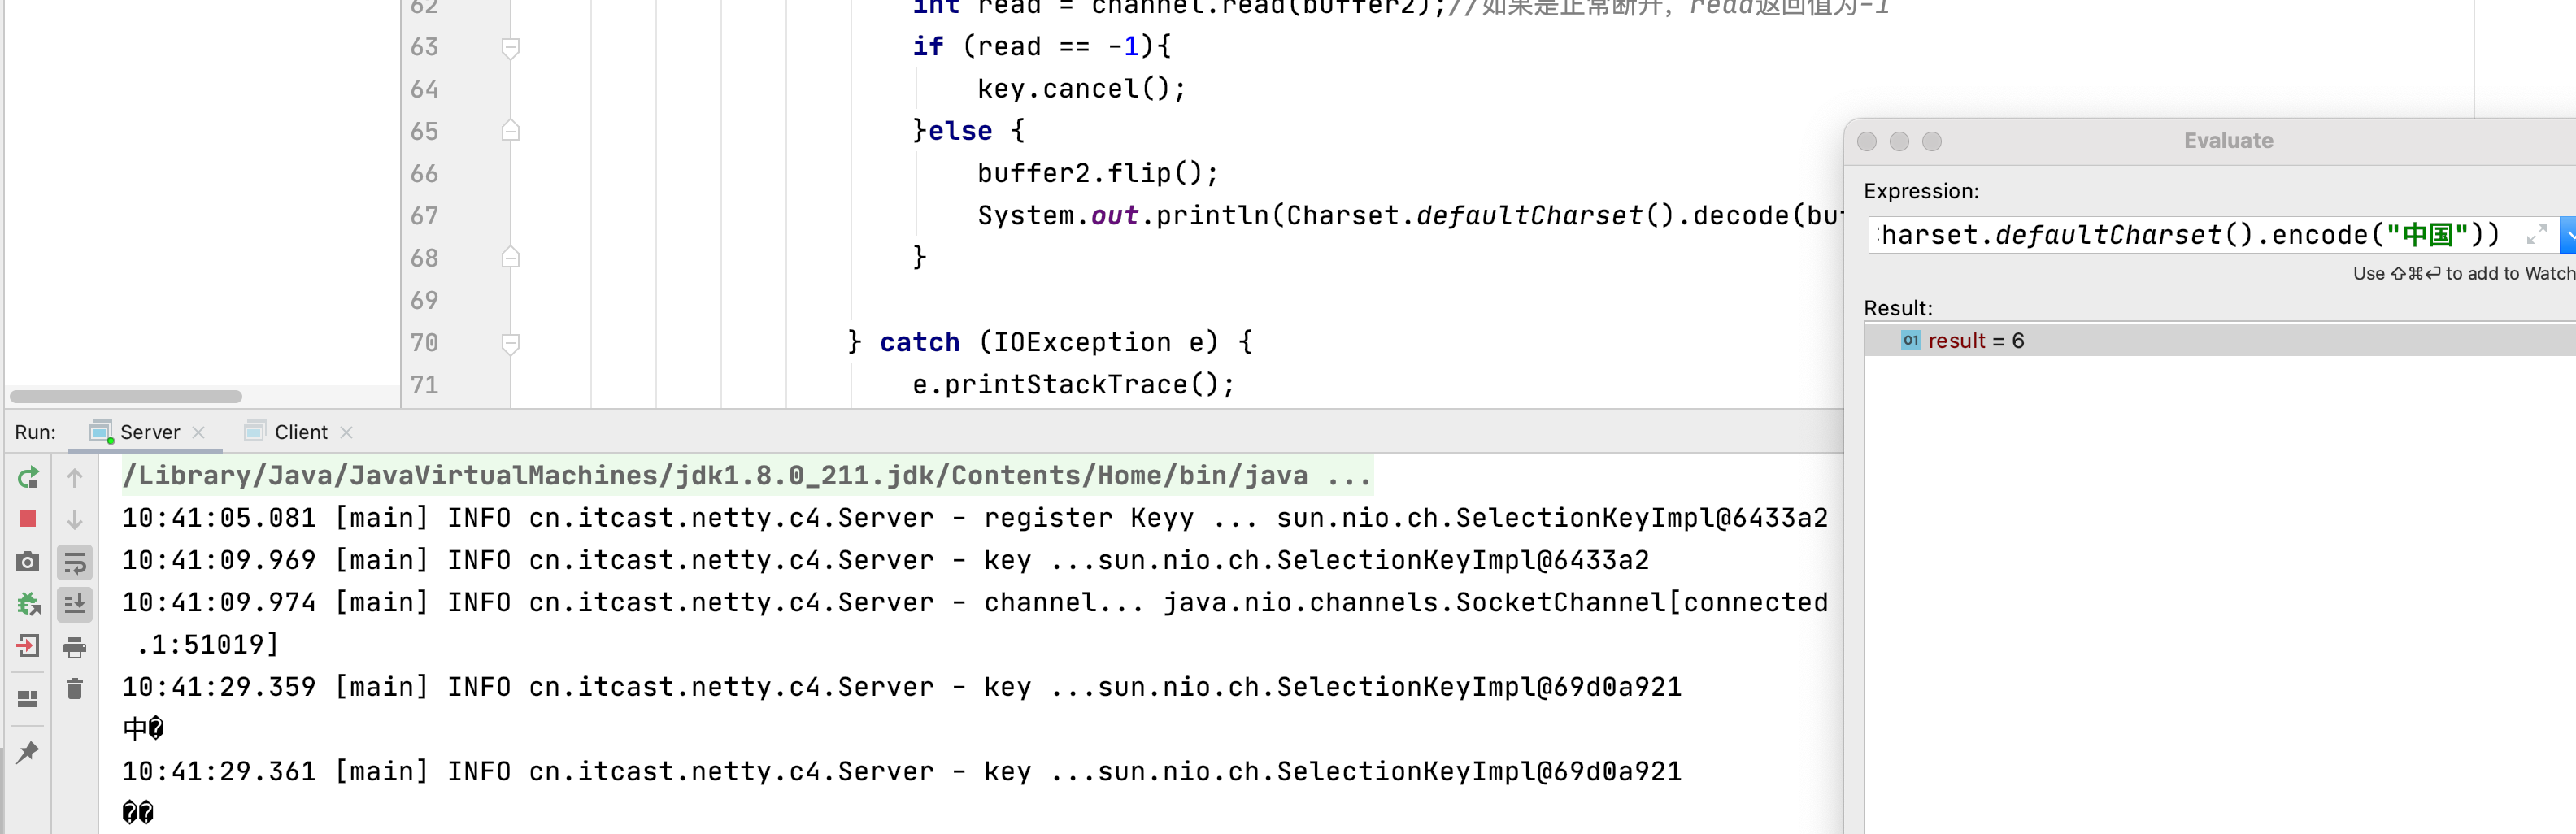 62 int read = channel.read(buffer2);//如果是正常断开，read返回值为-1
63 if (read == -1){
64 key.cancel();
65 }else {
66 buffer2.flip();
67 System.out.println(Charset.defaultCharset().decode(bu
68 }
69
70 } catch (IOException e) {
71 e.printStackTrace();
Evaluate
Expression:
harset.defaultCharset().encode("中国"))
Use ⇧⌘⏎ to add to Watch
Result:
01 result = 6
Run: Server Client
/Library/Java/JavaVirtualMachines/jdk1.8.0_211.jdk/Contents/Home/bin/java ...
10:41:05.081 [main] INFO cn.itcast.netty.c4.Server - register Keyy ... sun.nio.ch.SelectionKeyImpl@6433a2
10:41:09.969 [main] INFO cn.itcast.netty.c4.Server - key ...sun.nio.ch.SelectionKeyImpl@6433a2
10:41:09.974 [main] INFO cn.itcast.netty.c4.Server - channel... java.nio.channels.SocketChannel[connected
.1:51019]
10:41:29.359 [main] INFO cn.itcast.netty.c4.Server - key ...sun.nio.ch.SelectionKeyImpl@69d0a921
中�
10:41:29.361 [main] INFO cn.itcast.netty.c4.Server - key ...sun.nio.ch.SelectionKeyImpl@69d0a921
��